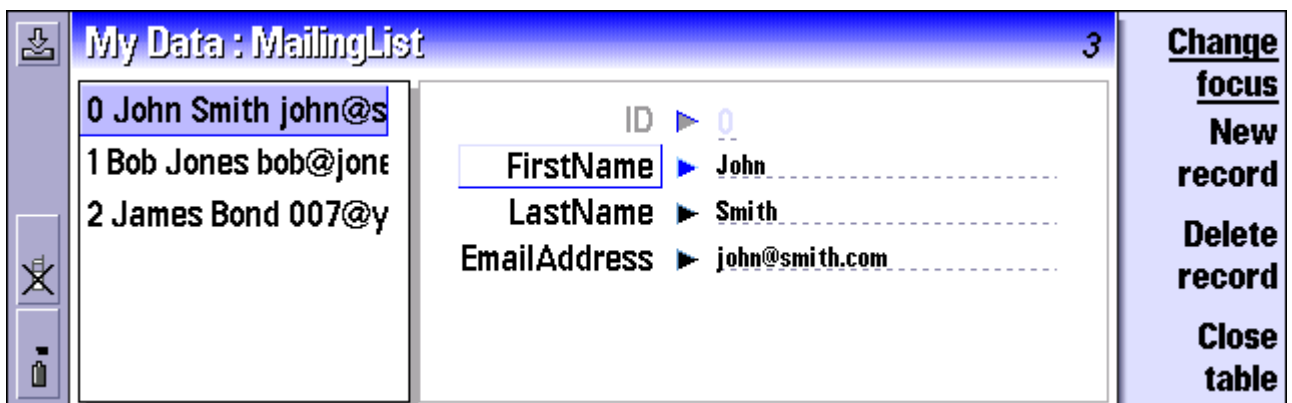 My Data : MailingList 3
0 John Smith john@s
1 Bob Jones bob@jone
2 James Bond 007@y
ID 0
FirstName John
LastName Smith
EmailAddress john@smith.com
Change
focus
New
record
Delete
record
Close
table